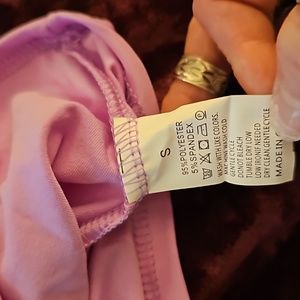 S
95%POLYESTER
5%SPANDEX
WASH WITH LIKE COLORS.
GENTLE CYCLE
DO NOT BLEACH
TUMBLE DRY LOW
LOW IRON IF NEEDED
DRY CLEAN, GENTLE CYCLE
MADE IN